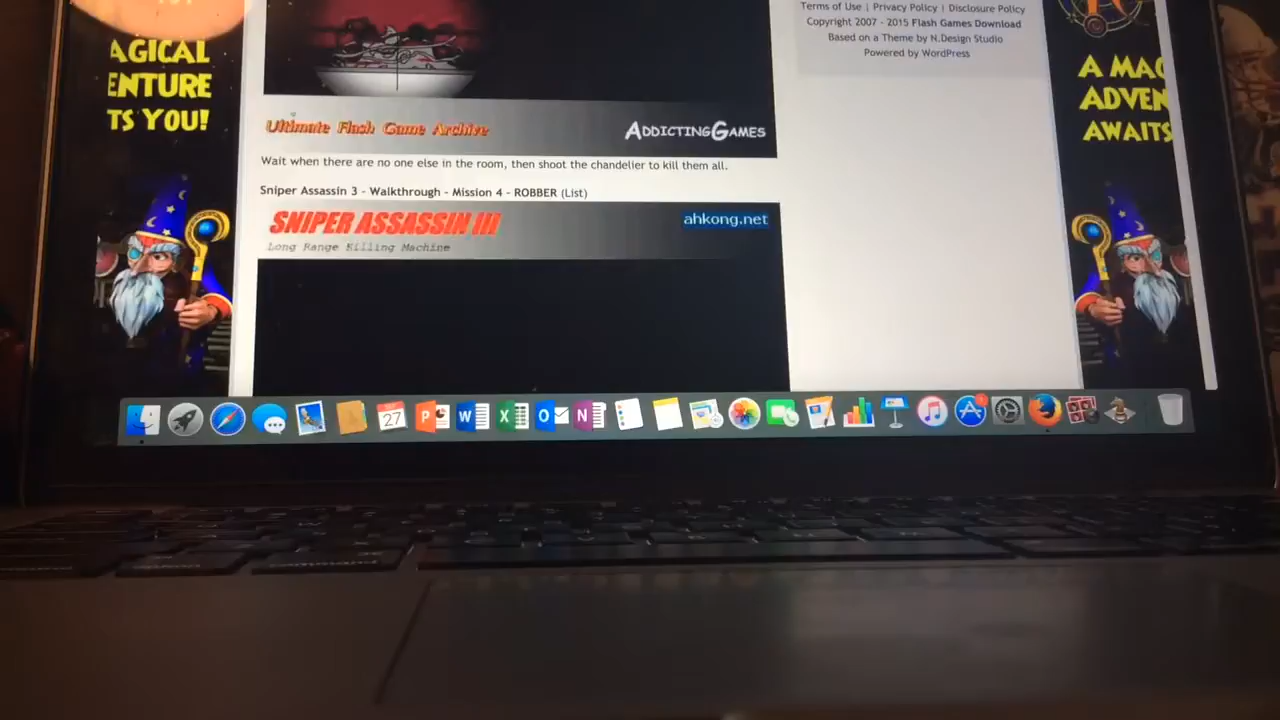 AGICAL
ENTURE
TS YOU!
Terms of Use | Privacy Policy | Disclosure Policy
Copyright 2007 - 2015 Flash Games Download
Based on a Theme by N.Design Studio
Powered by WordPress
A MAG
ADVEN
AWAITS
Ultimate Flash Game Archive
ADDICTINGGAMES
Wait when there are no one else in the room, then shoot the chandelier to kill them all.
Sniper Assassin 3 - Walkthrough - Mission 4 - ROBBER (List)
SNIPER ASSASSIN III
ahkong.net
Long Range Killing Machine
27
P
W
X
O
N